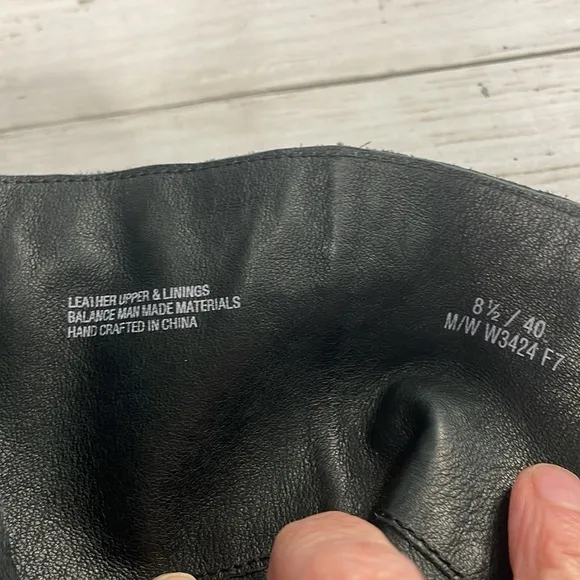 LEATHER UPPER & LININGS
BALANCE MAN MADE MATERIALS
HAND CRAFTED IN CHINA
8 ½ / 40
M/W W3424 F7